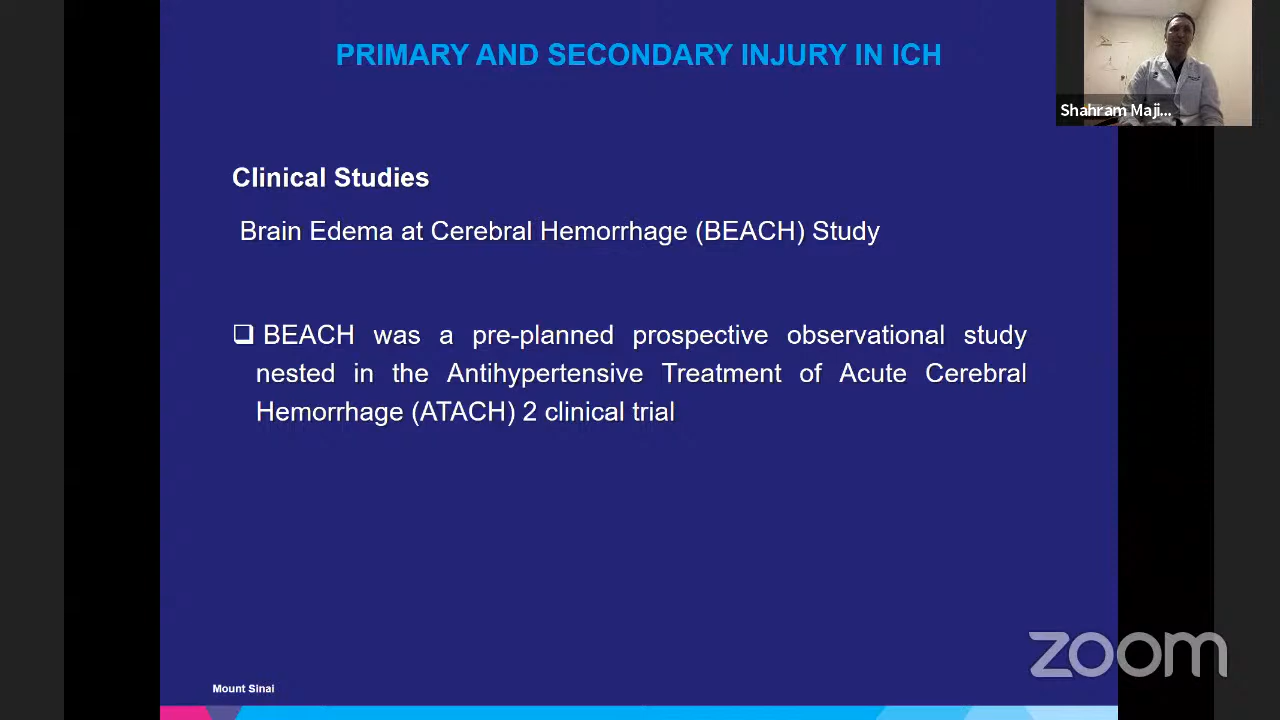 PRIMARY AND SECONDARY INJURY IN ICH
Shahram Maji...
Clinical Studies
Brain Edema at Cerebral Hemorrhage (BEACH) Study
❑ BEACH was a pre-planned prospective observational study
nested in the Antihypertensive Treatment of Acute Cerebral
Hemorrhage (ATACH) 2 clinical trial
zoom
Mount Sinai